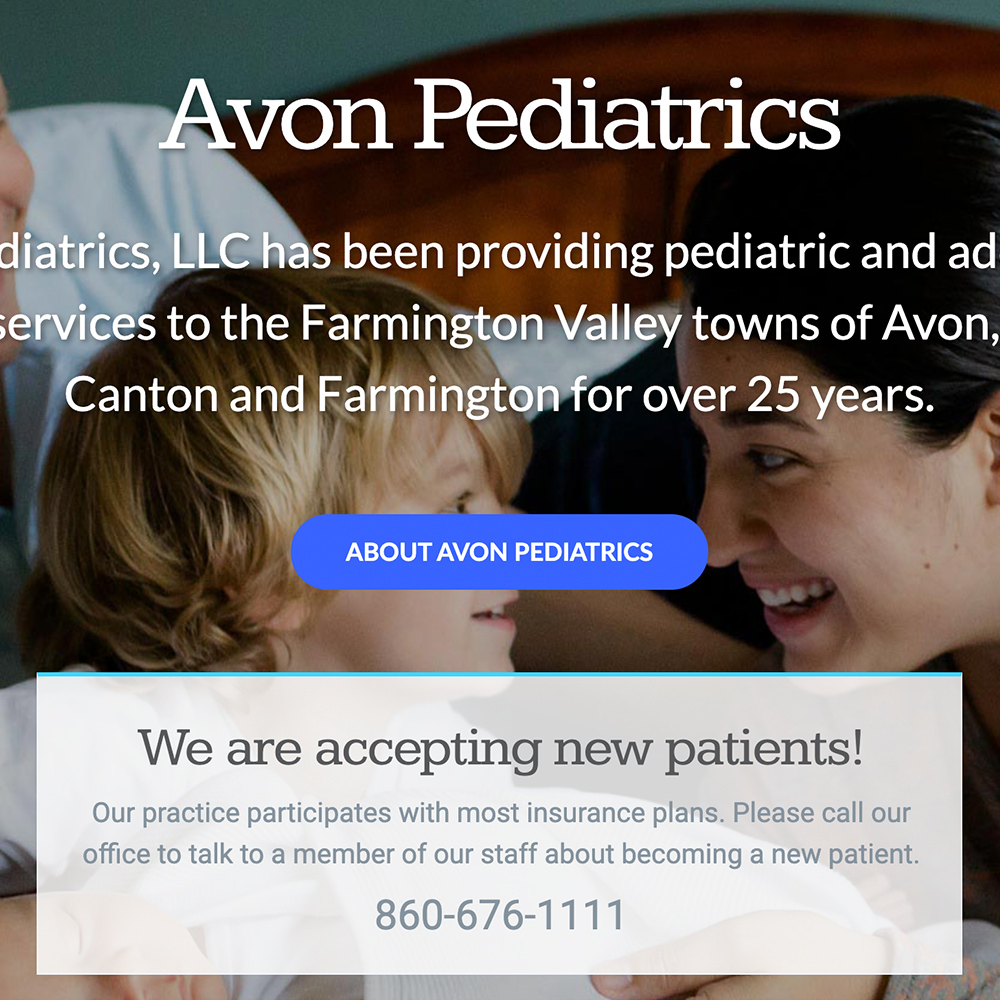 Avon Pediatrics
diatrics, LLC has been providing pediatric and ad
services to the Farmington Valley towns of Avon,
Canton and Farmington for over 25 years.
ABOUT AVON PEDIATRICS
We are accepting new patients!
Our practice participates with most insurance plans. Please call our
office to talk to a member of our staff about becoming a new patient.
860-676-1111